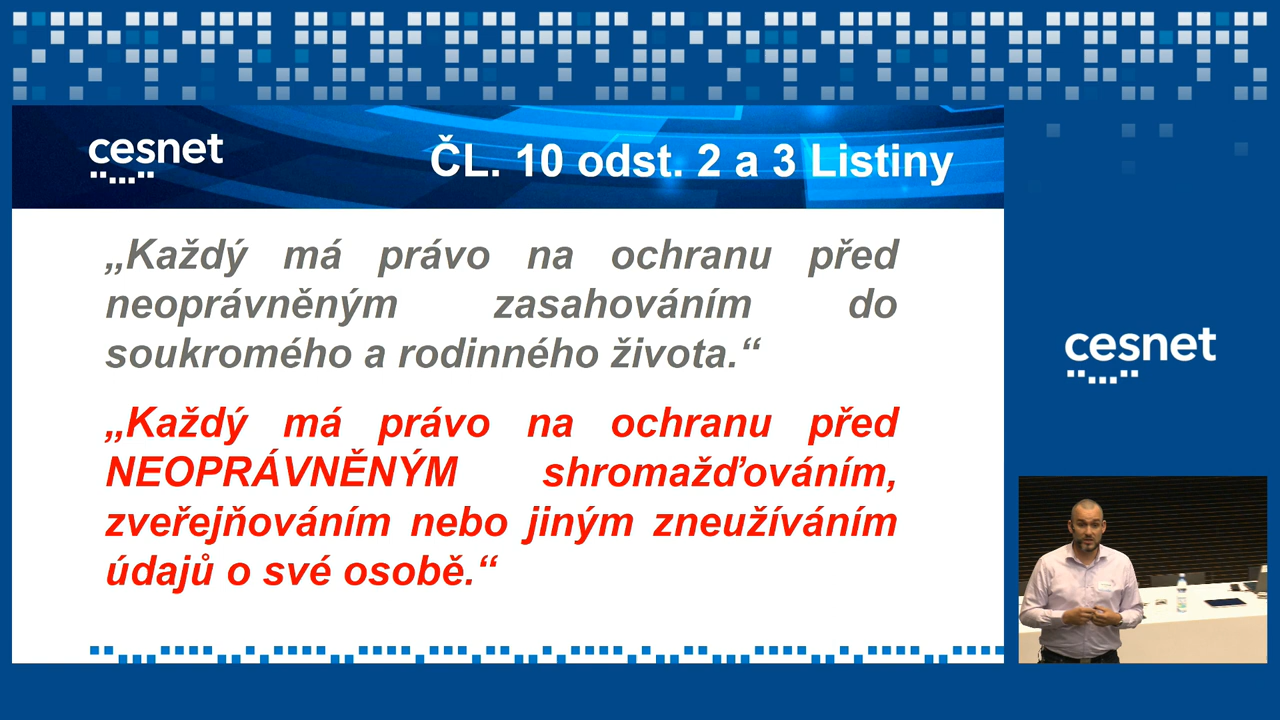 cesnet
ČL. 10 odst. 2 a 3 Listiny
„Každý má právo na ochranu před
neoprávněným zasahováním do
soukromého a rodinného života.“
„Každý má právo na ochranu před
NEOPRÁVNĚNÝM shromažďováním,
zveřejňováním nebo jiným zneužíváním
údajů o své osobě.“
cesnet